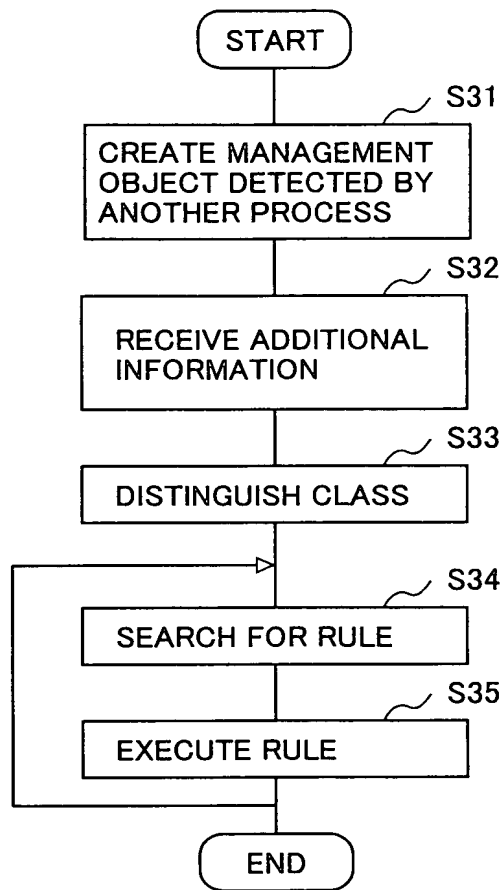 START
S31
CREATE MANAGEMENT
OBJECT DETECTED BY
ANOTHER PROCESS
S32
RECEIVE ADDITIONAL
INFORMATION
S33
DISTINGUISH CLASS
S34
SEARCH FOR RULE
S35
EXECUTE RULE
END